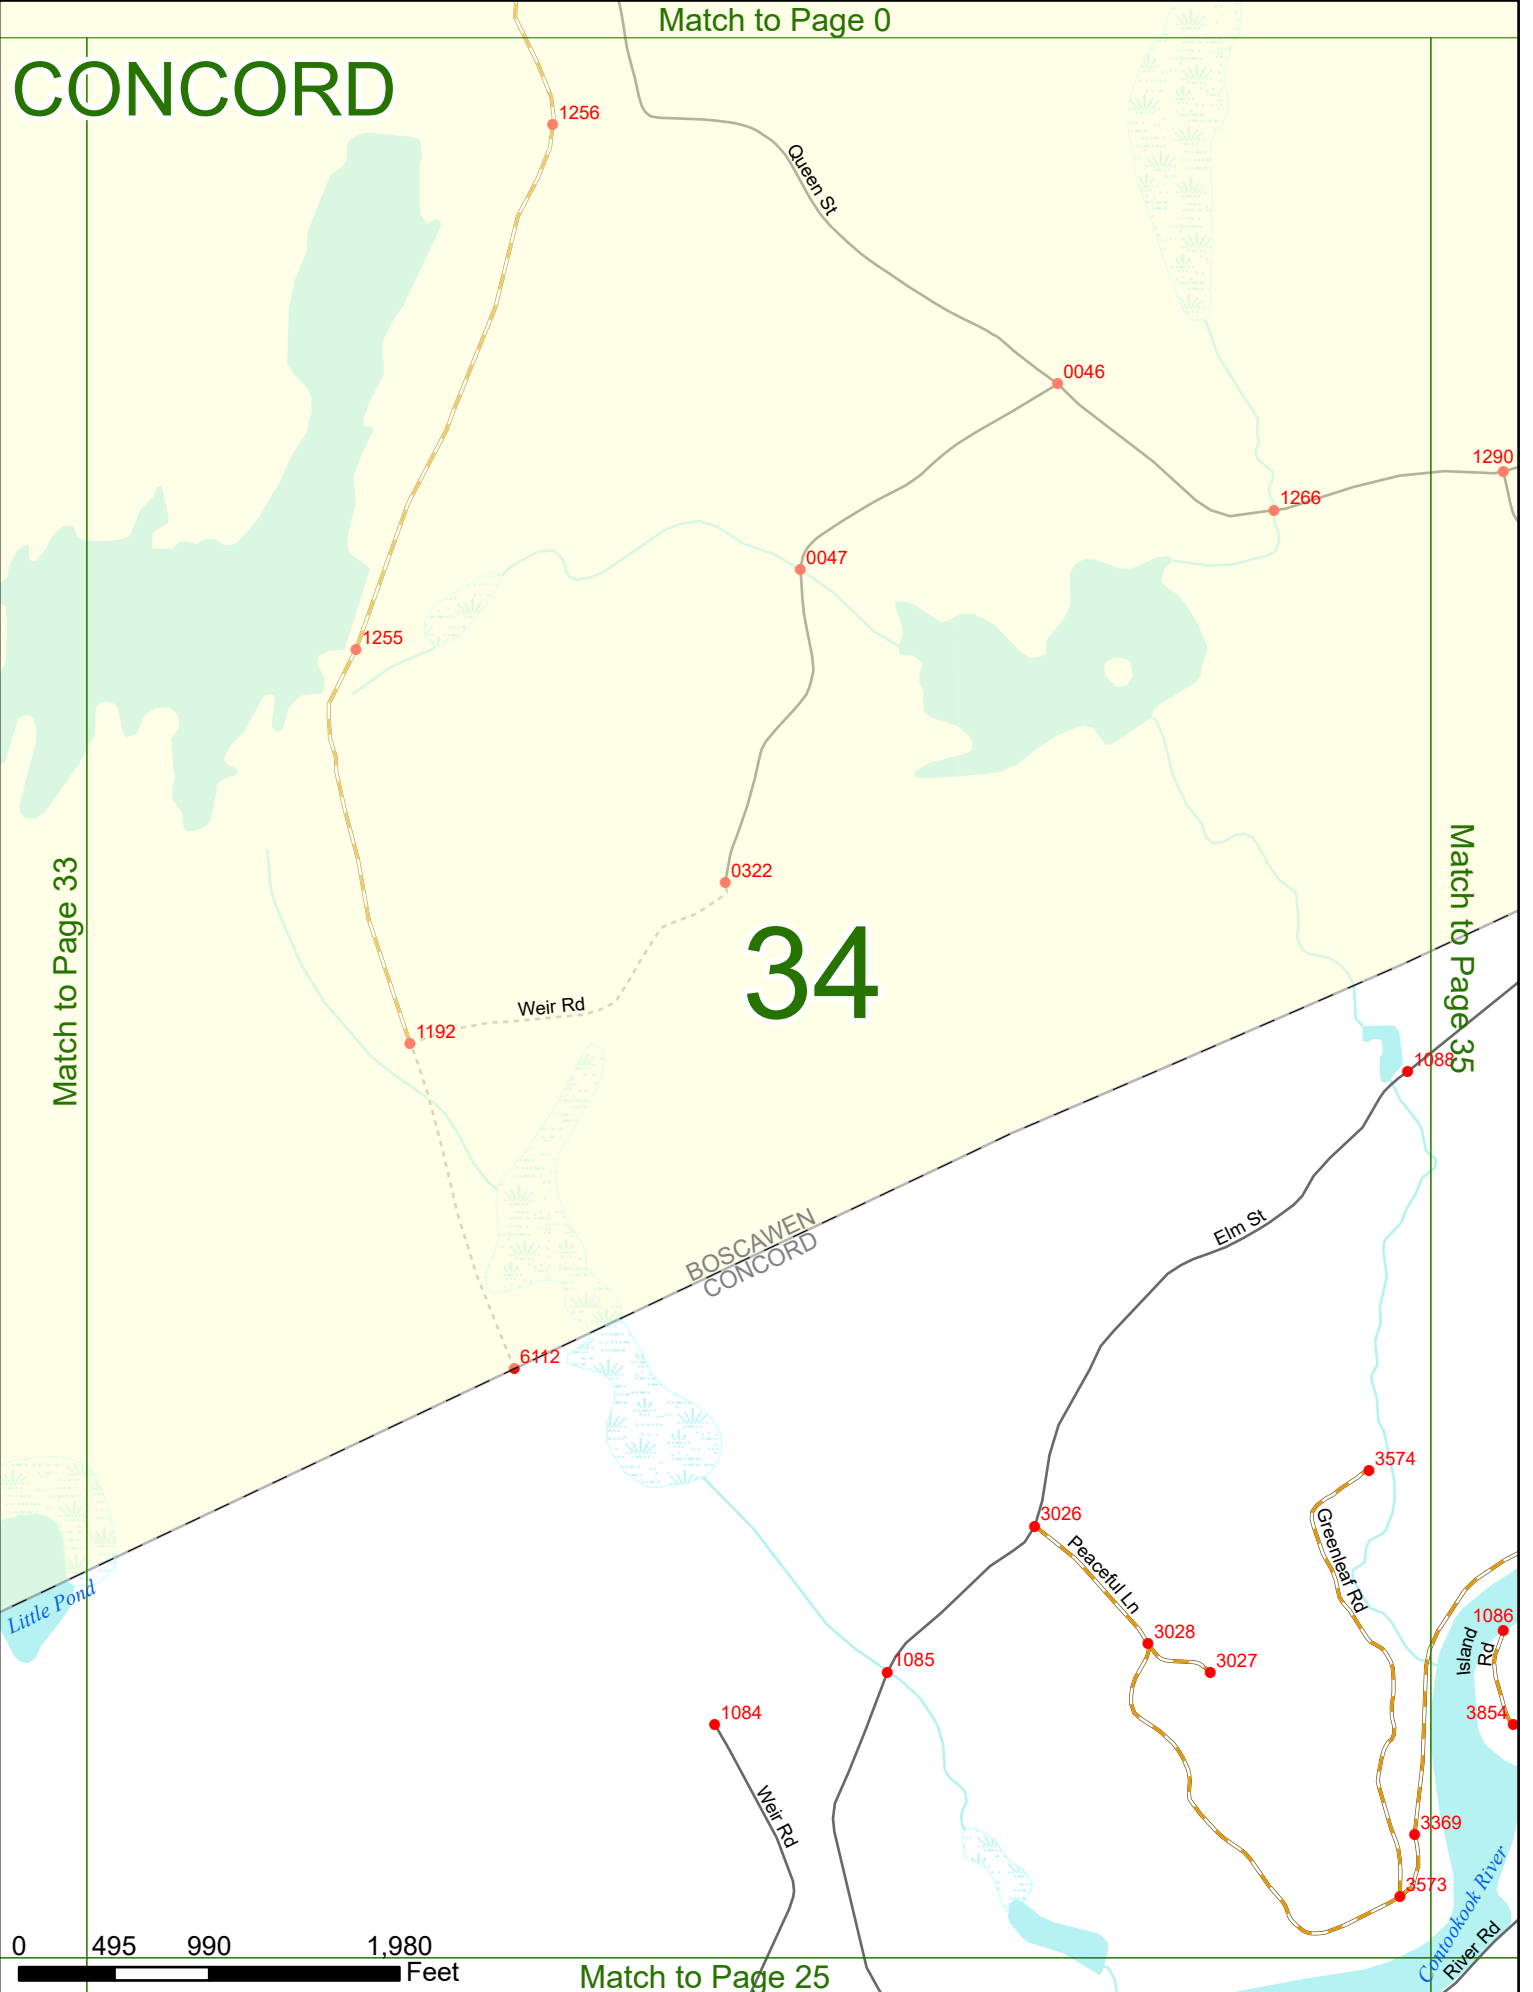 Match to Page 0
CONCORD
1256
Queen St
0046
1290
1266
0047
1255
0322
34
Match to Page 33
Match to Page 35
Weir Rd
1192
1088
BOSCAWEN
CONCORD
Elm St
6112
3574
3026
Greenleaf Rd
Peaceful Ln
Little Pond
1086
3028
Island
Rd
1085
3027
1084
3854
Weir Rd
3369
3573
Contookook River
River Rd
0 495 990 1,980
Feet
Match to Page 25